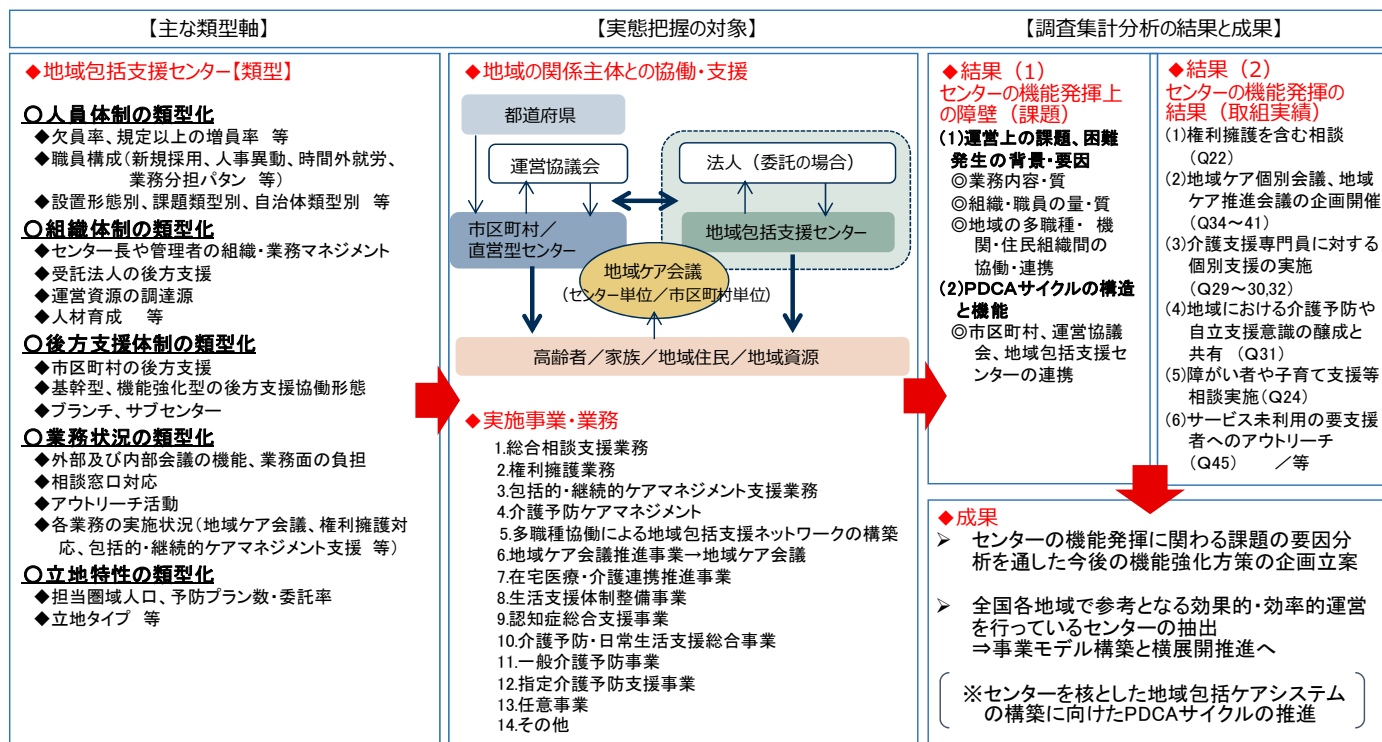 【主な類型軸】
【実態把握の対象】
【調査集計分析の結果と成果】
◆地域包括支援センター【類型】
〇人員体制の類型化
◆欠員率、規定以上の増員率 等
◆職員構成（新規採用、人事異動、時間外就労、
業務分担パタン 等）
◆設置形態別、課題類型別、自治体類型別 等
〇組織体制の類型化
◆センター長や管理者の組織・業務マネジメント
◆受託法人の後方支援
◆運営資源の調達源
◆人材育成 等
〇後方支援体制の類型化
◆市区町村の後方支援
◆基幹型、機能強化型の後方支援協働形態
◆ブランチ、サブセンター
〇業務状況の類型化
◆外部及び内部会議の機能、業務面の負担
◆相談窓口対応
◆アウトリーチ活動
◆各業務の実施状況（地域ケア会議、権利擁護対
応、包括的・継続的ケアマネジメント支援 等）
〇立地特性の類型化
◆担当圏域人口、予防プラン数・委託率
◆立地タイプ 等
◆地域の関係主体との協働・支援
都道府県
運営協議会
法人（委託の場合）
市区町村／
直営型センター
地域包括支援センター
地域ケア会議
（センター単位／市区町村単位）
高齢者／家族／地域住民／地域資源
◆実施事業・業務
1.総合相談支援業務
2.権利擁護業務
3.包括的・継続的ケアマネジメント支援業務
4.介護予防ケアマネジメント
5.多職種協働による地域包括支援ネットワークの構築
6.地域ケア会議推進事業→地域ケア会議
7.在宅医療・介護連携推進事業
8.生活支援体制整備事業
9.認知症総合支援事業
10.介護予防・日常生活支援総合事業
11.一般介護予防事業
12.指定介護予防支援事業
13.任意事業
14.その他
◆結果（1）
センターの機能発揮上
の障壁（課題）
(1)運営上の課題、困難
発生の背景・要因
◎業務内容・質
◎組織・職員の量・質
◎地域の多職種・ 機
関・住民組織間の
協働・連携
(2)PDCAサイクルの構造
と機能
◎市区町村、運営協議
会、地域包括支援セ
ンターの連携
◆結果（2）
センターの機能発揮の
結果（取組実績）
(1)権利擁護を含む相談
（Q22）
(2)地域ケア個別会議、地域
ケア推進会議の企画開催
（Q34～41）
(3)介護支援専門員に対する
個別支援の実施
（Q29～30,32）
(4)地域における介護予防や
自立支援意識の醸成と
共有 （Q31）
(5)障がい者や子育て支援等
相談実施（Q24）
(6)サービス未利用の要支援
者へのアウトリーチ
（Q45） ／等
◆成果
➢ センターの機能発揮に関わる課題の要因分
析を通した今後の機能強化方策の企画立案
➢ 全国各地域で参考となる効果的・効率的運営
を行っているセンターの抽出
⇒事業モデル構築と横展開推進へ
※センターを核とした地域包括ケアシステム
の構築に向けたPDCAサイクルの推進